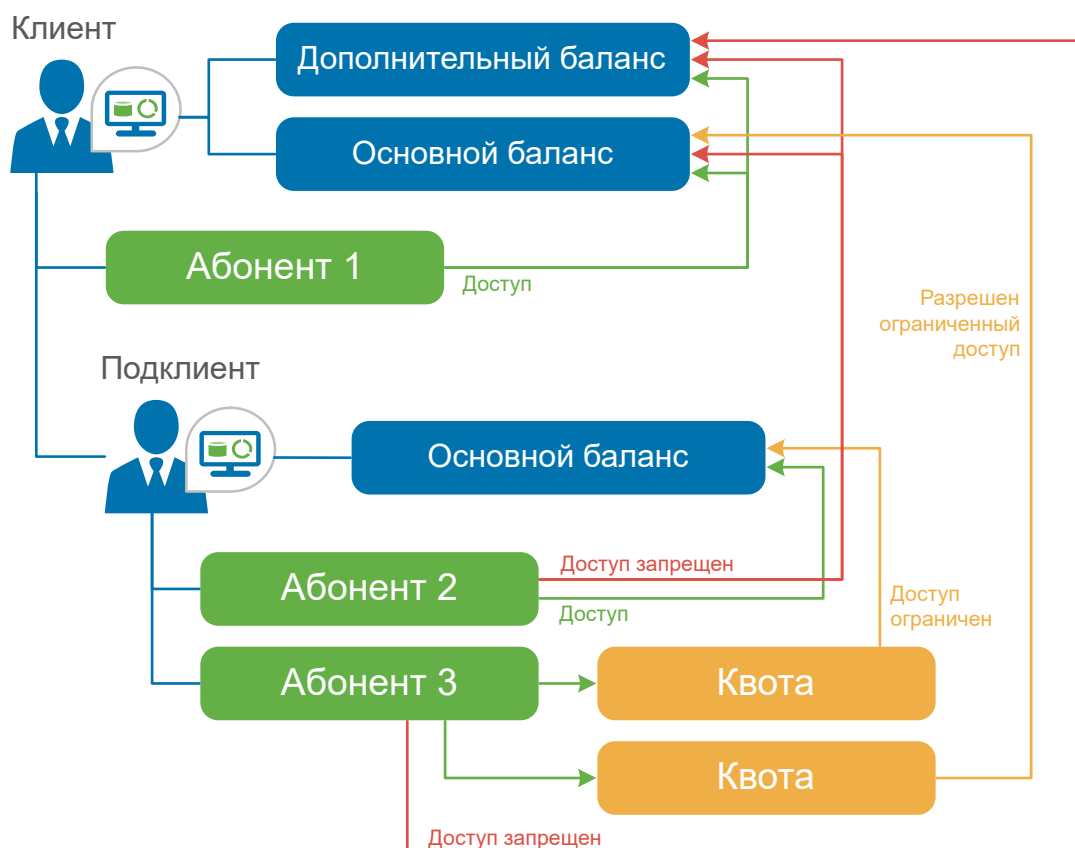 Клиент
Дополнительный баланс
Основной баланс
Абонент 1
Доступ
Разрешен
ограниченный
доступ
Подклиент
Основной баланс
Доступ запрещен
Абонент 2
Доступ
Доступ
ограничен
Абонент 3
Квота
Квота
Доступ запрещен